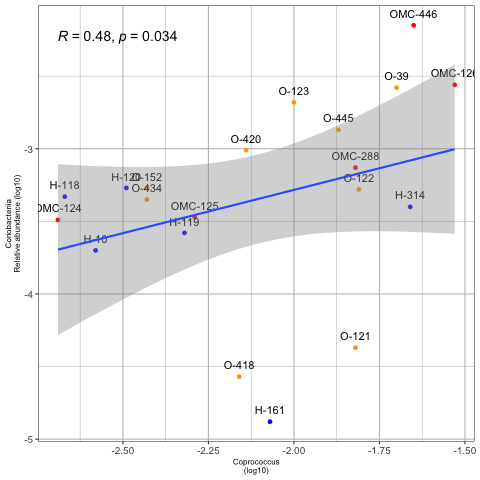 R = 0.48, p = 0.034
OMC-446
O-39
OMC-126
O-123
O-445
O-420
OMC-288
H-120
O-152
O-122
H-118
O-434
H-314
OMC-124
OMC-125
H-119
H-10
O-121
O-418
H-161
-3
-4
-5
-2.50
-2.25
-2.00
-1.75
-1.50
Coprococcus
(log10)
Coriobacteria
Relative abundance (log10)